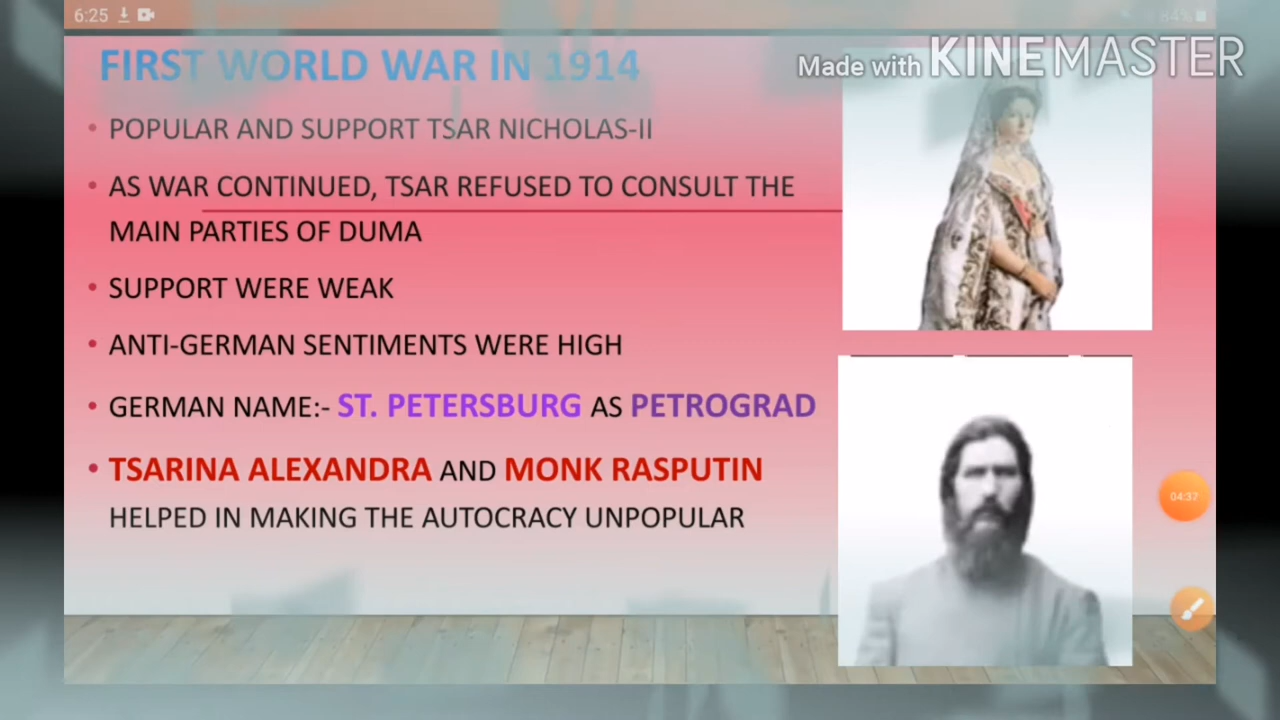 6:25
84%
Made with KINEMASTER
FIRST WORLD WAR IN 1914
• POPULAR AND SUPPORT TSAR NICHOLAS-II
• AS WAR CONTINUED, TSAR REFUSED TO CONSULT THE
MAIN PARTIES OF DUMA
• SUPPORT WERE WEAK
• ANTI-GERMAN SENTIMENTS WERE HIGH
• GERMAN NAME:- ST. PETERSBURG AS PETROGRAD
• TSARINA ALEXANDRA AND MONK RASPUTIN
HELPED IN MAKING THE AUTOCRACY UNPOPULAR
04:37